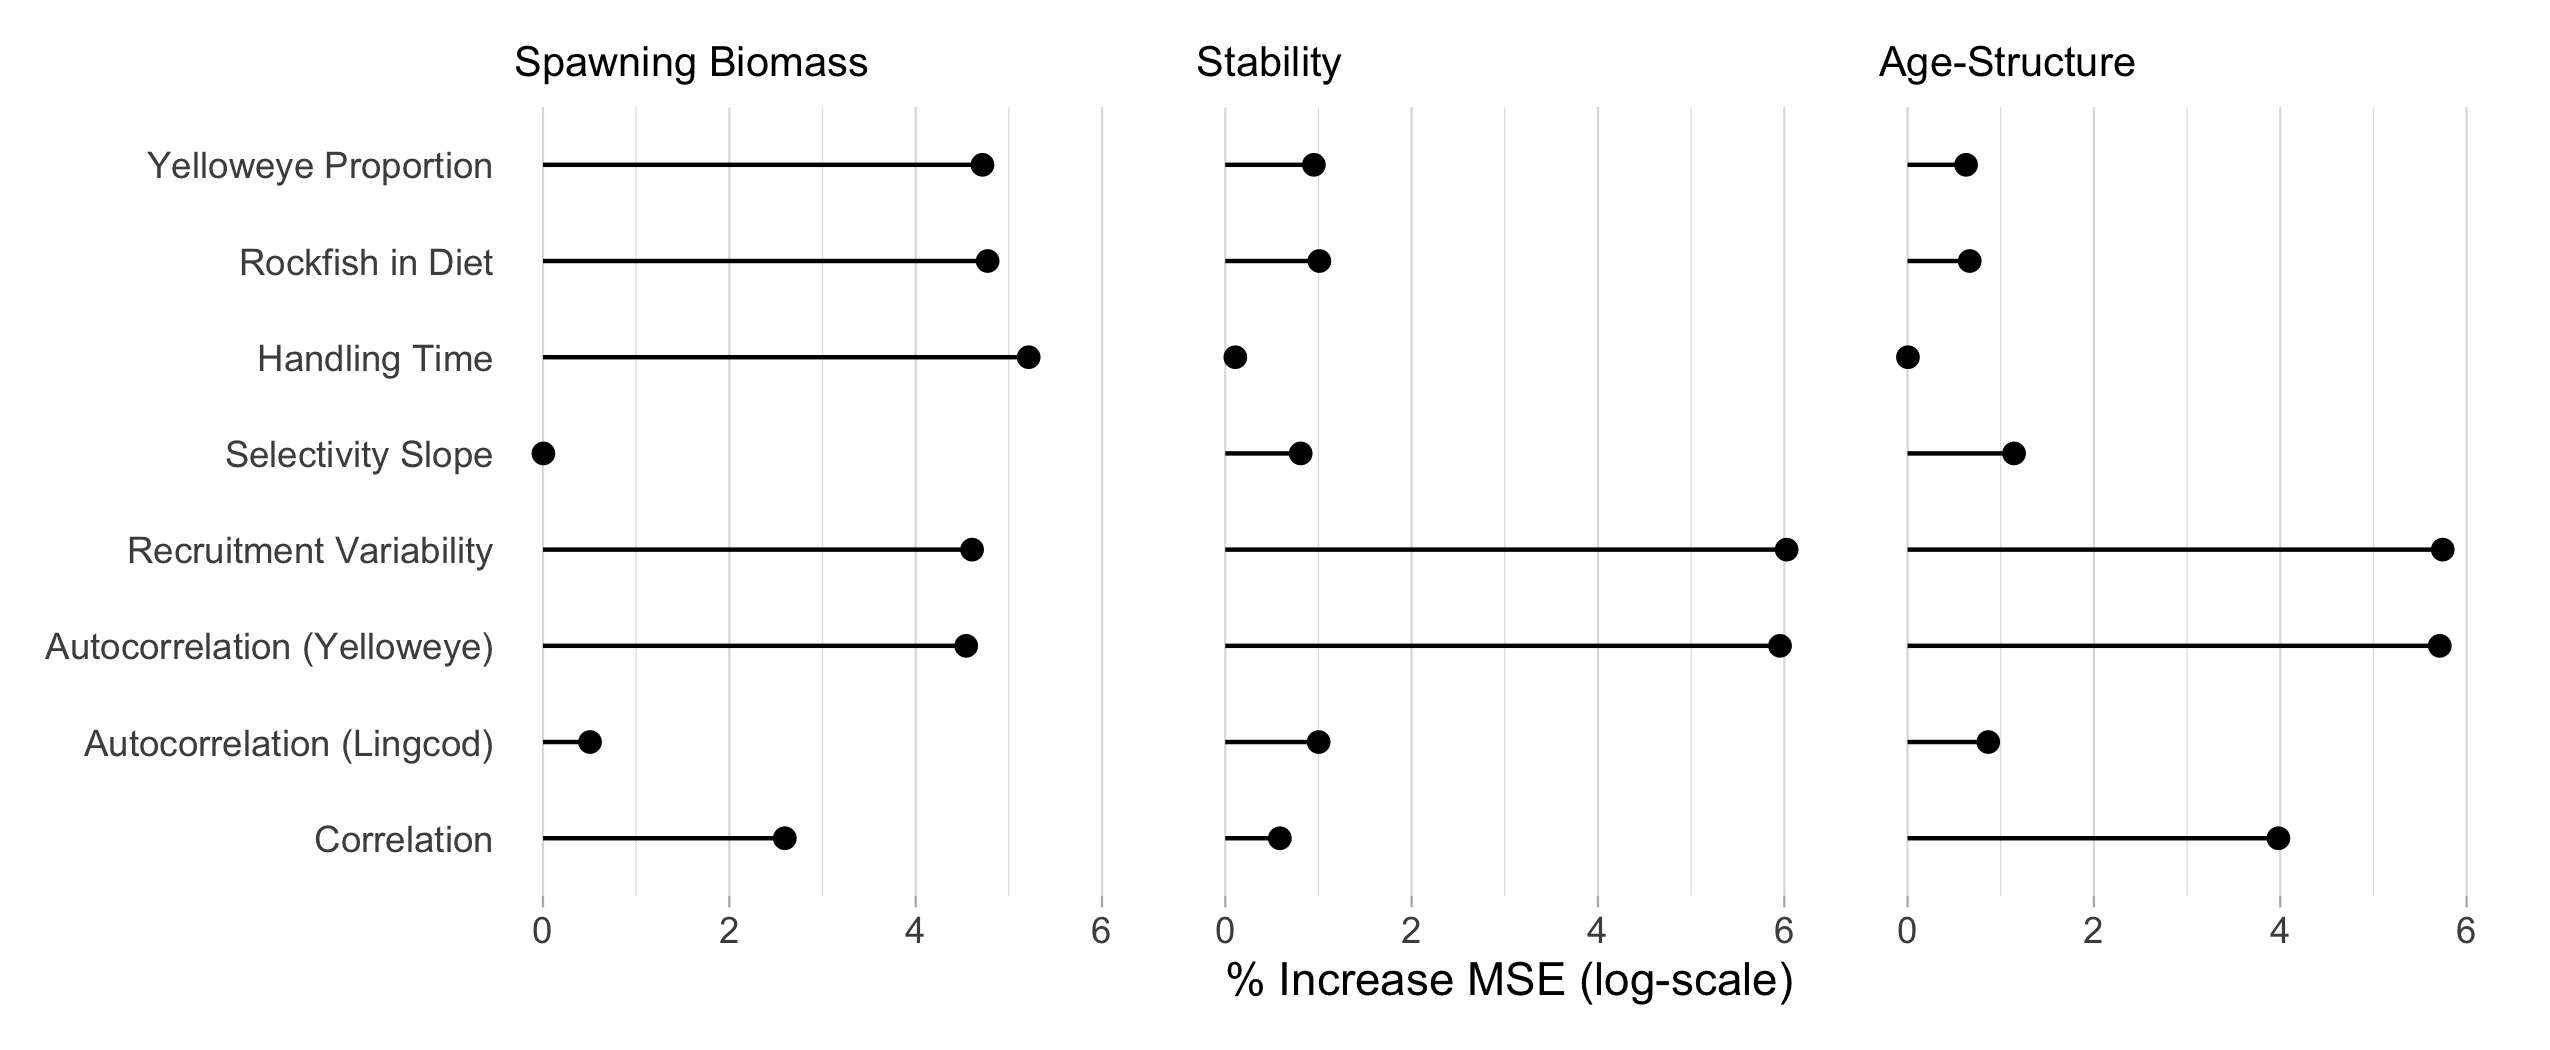 Spawning Biomass
Stability
Age-Structure
Yelloweye Proportion
Rockfish in Diet
Handling Time
Selectivity Slope
Recruitment Variability
Autocorrelation (Yelloweye)
Autocorrelation (Lingcod)
Correlation
0 2 4 6
0 2 4 6
0 2 4 6
% Increase MSE (log-scale)